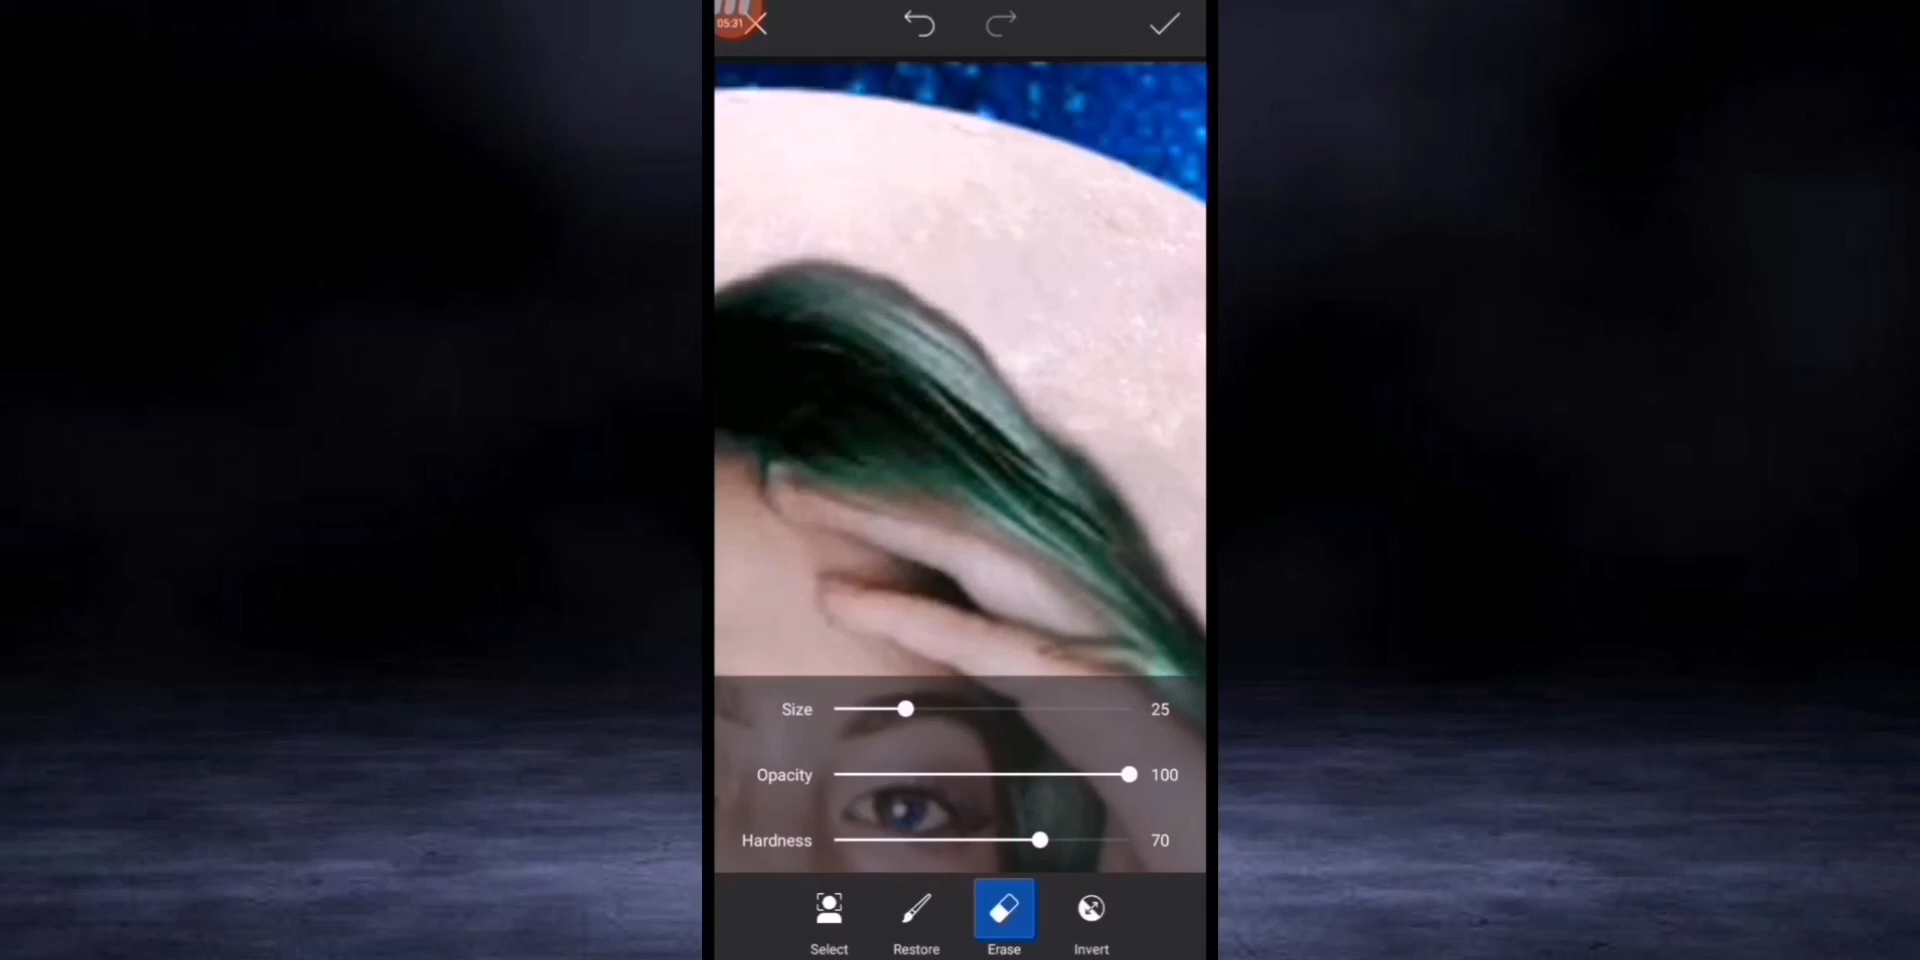 05:31
Size 25
Opacity 100
Hardness 70
Select Restore Erase Invert